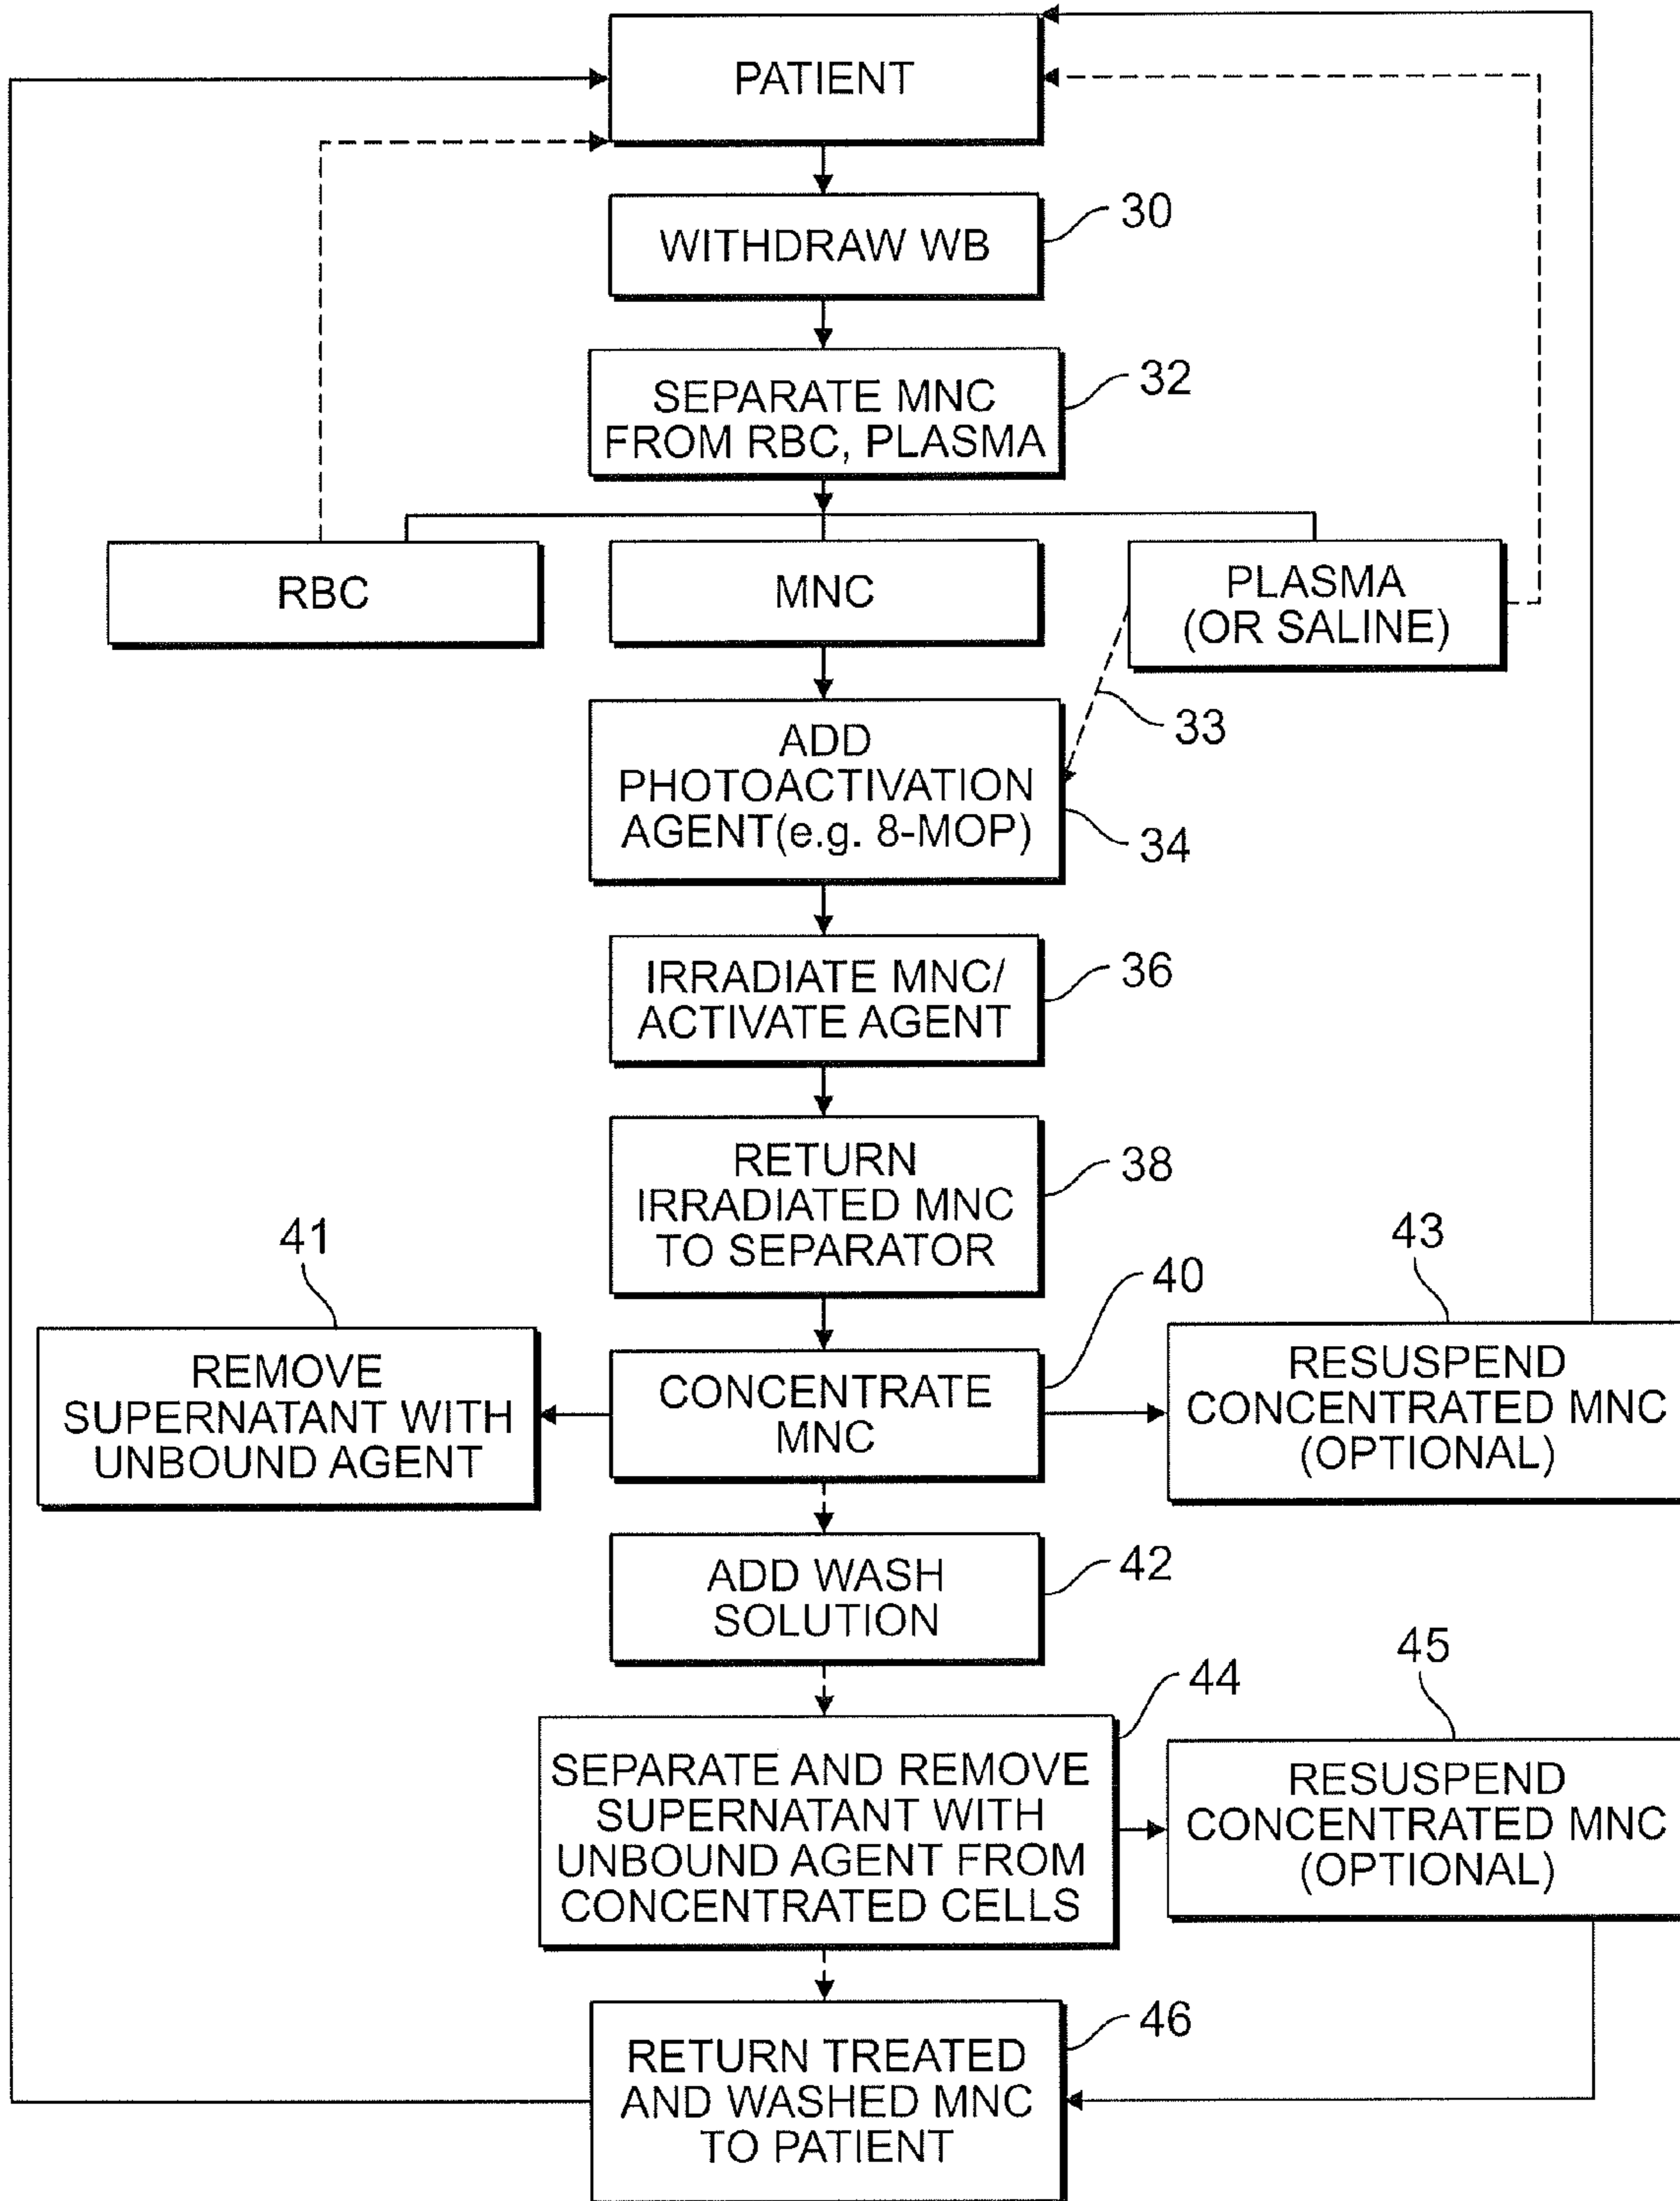 PATIENT
30
WITHDRAW WB
32
SEPARATE MNC
FROM RBC, PLASMA
RBC
MNC
PLASMA
(OR SALINE)
33
ADD
PHOTOACTIVATION
AGENT(e.g. 8-MOP)
34
IRRADIATE MNC/
ACTIVATE AGENT
36
RETURN
IRRADIATED MNC
TO SEPARATOR
38
41
40
43
REMOVE
SUPERNATANT WITH
UNBOUND AGENT
CONCENTRATE
MNC
RESUSPEND
CONCENTRATED MNC
(OPTIONAL)
ADD WASH
SOLUTION
42
44
45
SEPARATE AND REMOVE
SUPERNATANT WITH
UNBOUND AGENT FROM
CONCENTRATED CELLS
RESUSPEND
CONCENTRATED MNC
(OPTIONAL)
46
RETURN TREATED
AND WASHED MNC
TO PATIENT